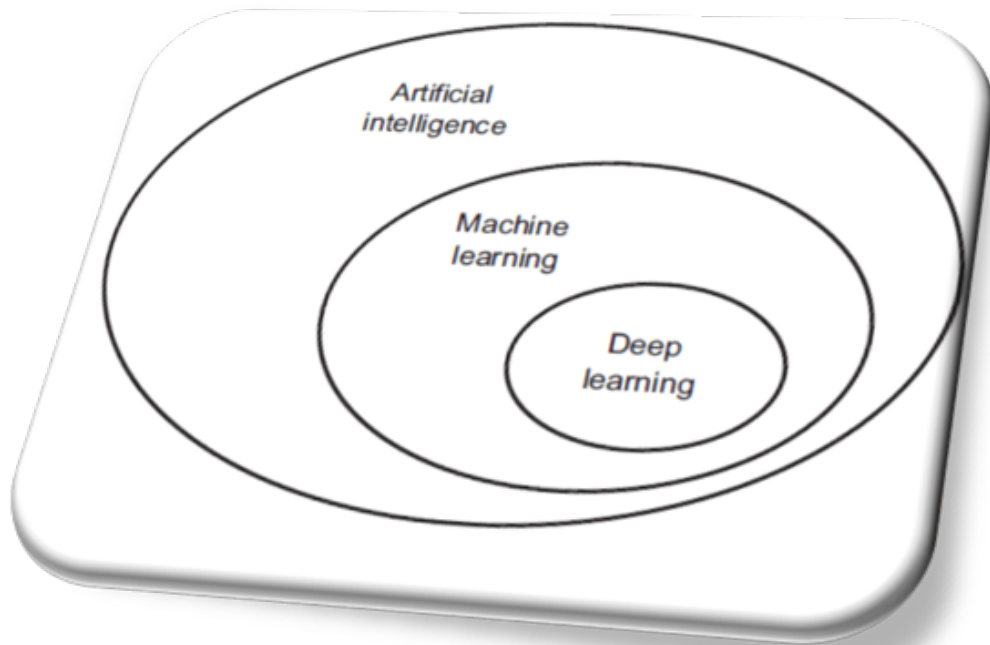 Artificial
intelligence
Machine
learning
Deep
learning